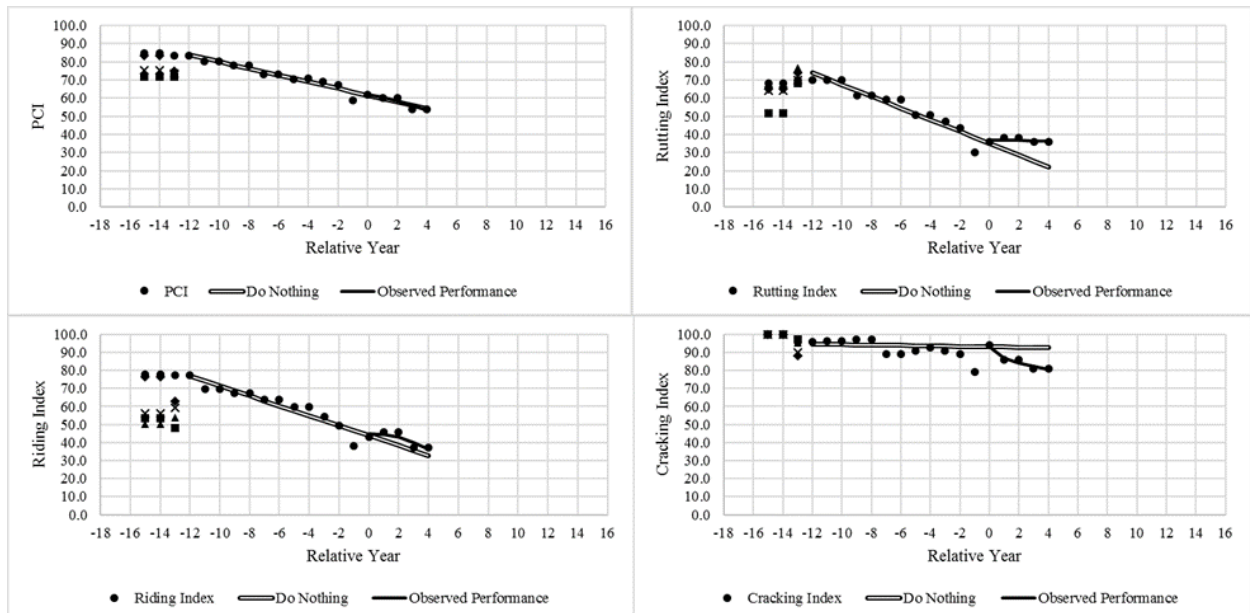 PCI
100.0
90.0
80.0
70.0
60.0
50.0
40.0
30.0
20.0
10.0
0.0
-18 -16 -14 -12 -10 -8 -6 -4 -2 0 2 4 6 8 10 12 14 16
Relative Year
PCI Do Nothing Observed Performance
Rutting Index
100.0
90.0
80.0
70.0
60.0
50.0
40.0
30.0
20.0
10.0
0.0
-18 -16 -14 -12 -10 -8 -6 -4 -2 0 2 4 6 8 10 12 14 16
Relative Year
Rutting Index Do Nothing Observed Performance
Riding Index
100.0
90.0
80.0
70.0
60.0
50.0
40.0
30.0
20.0
10.0
0.0
-18 -16 -14 -12 -10 -8 -6 -4 -2 0 2 4 6 8 10 12 14 16
Relative Year
Riding Index Do Nothing Observed Performance
Cracking Index
100.0
90.0
80.0
70.0
60.0
50.0
40.0
30.0
20.0
10.0
0.0
-18 -16 -14 -12 -10 -8 -6 -4 -2 0 2 4 6 8 10 12 14 16
Relative Year
Cracking Index Do Nothing Observed Performance